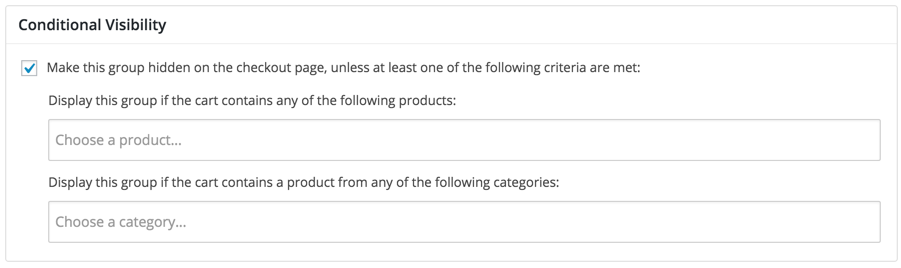 Conditional Visibility
Make this group hidden on the checkout page, unless at least one of the following criteria are met:
Display this group if the cart contains any of the following products:
Choose a product...
Display this group if the cart contains a product from any of the following categories:
Choose a category...